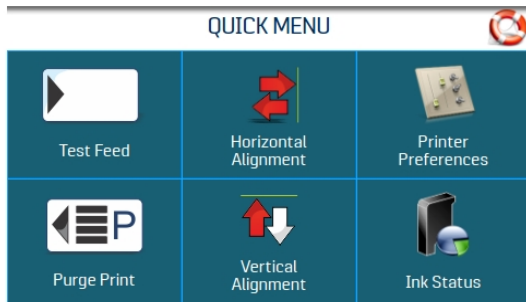 QUICK MENU
Test Feed
Horizontal
Alignment
Printer
Preferences
P
Purge Print
Vertical
Alignment
Ink Status